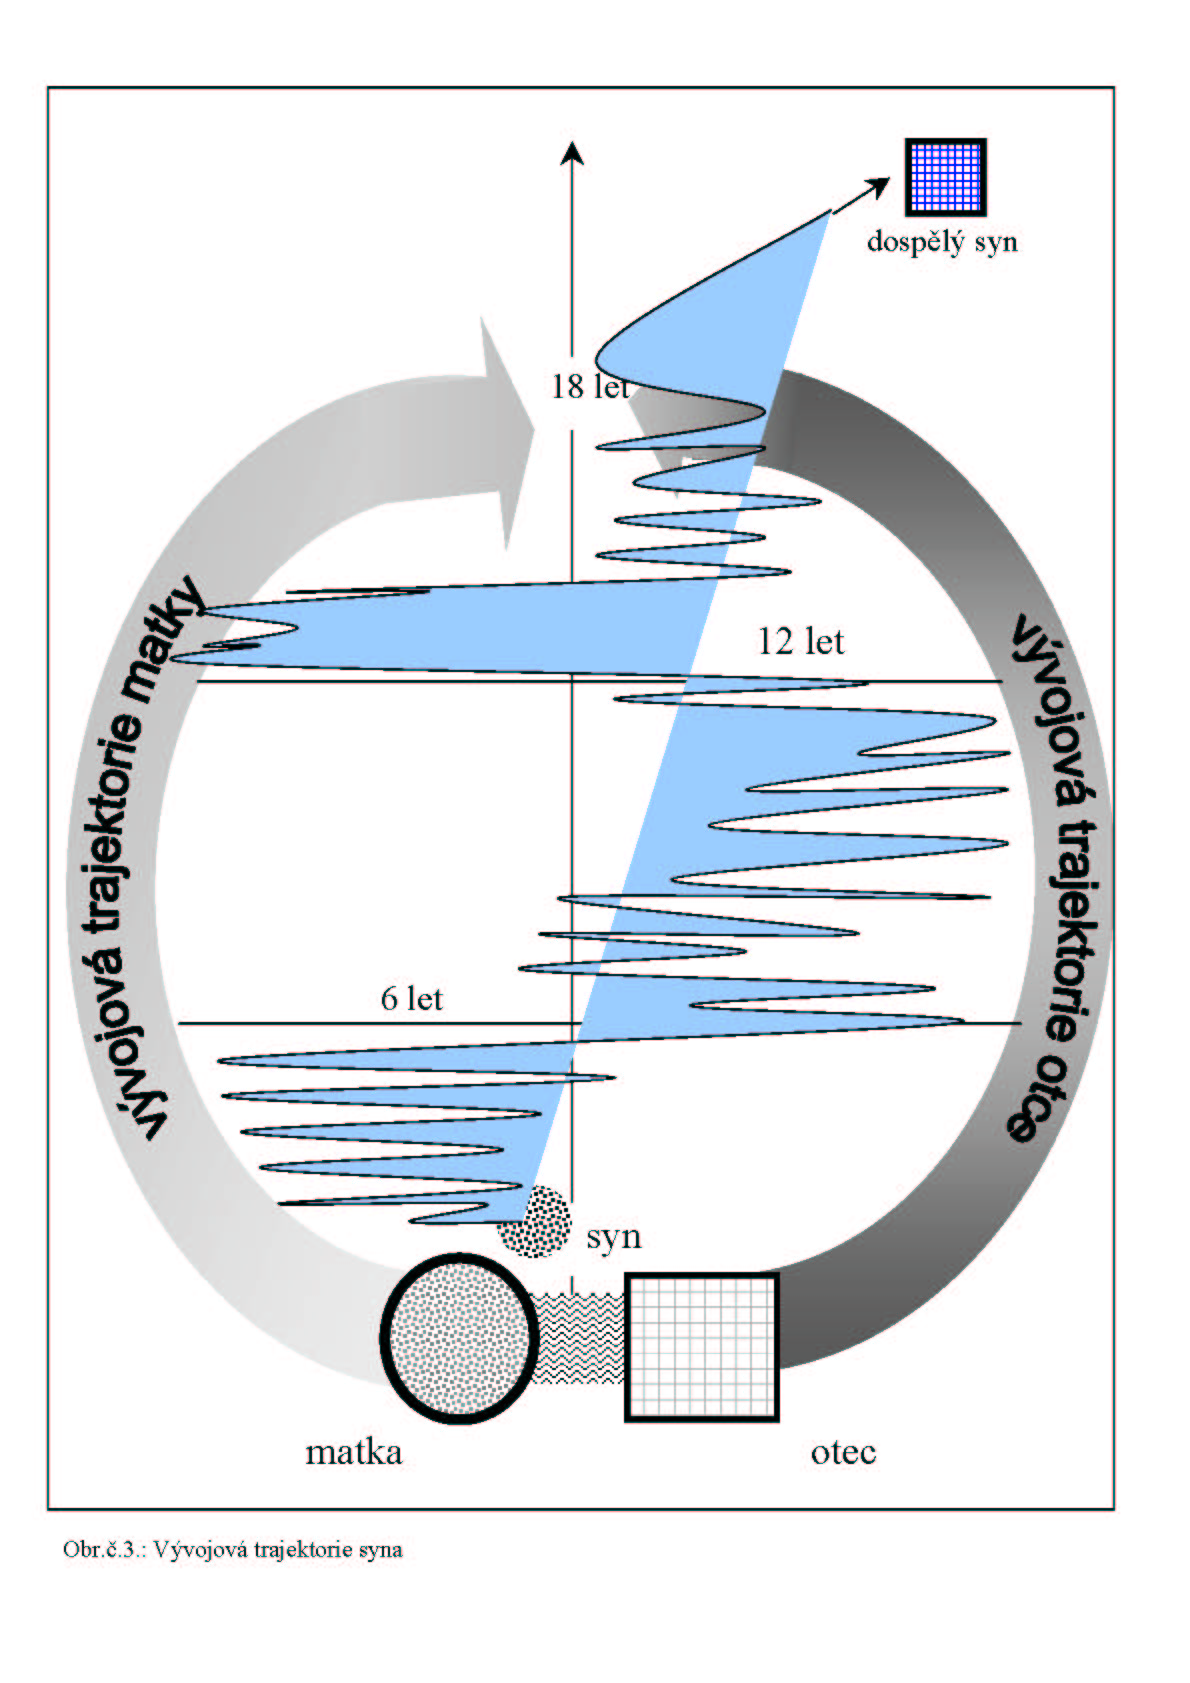 dospělý syn
18 let
12 let
vývojová trajektorie matky
vývojová trajektorie otce
6 let
syn
matka
otec
Obr.č.3.: Vývojová trajektorie syna